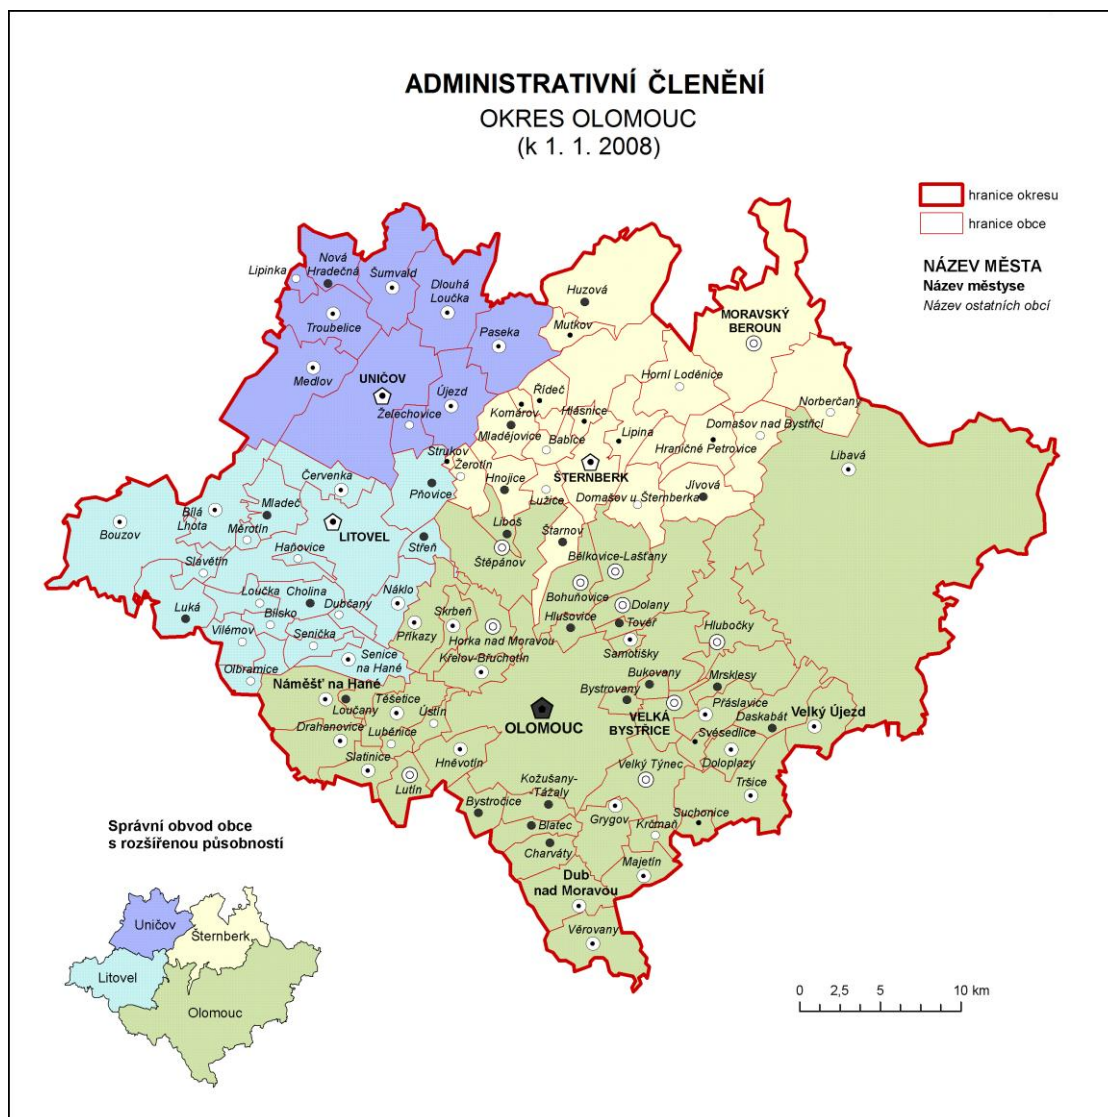 ADMINISTRATIVNÍ ČLENĚNÍ
OKRES OLOMOUC
(k 1. 1. 2008)
hranice okresu
hranice obce
NÁZEV MĚSTA
Název městyse
Název ostatních obcí
Lipinka
Nová
Hradečná
Šumvald
Dlouhá
Loučka
Troubelice
Paseka
Medlov
UNIČOV
Újezd
Želechovice
Huzová
Mutkov
MORAVSKÝ
BEROUN
Horní Loděnice
Norberčany
Řídeč
Komárov
Hlásnice
Mladějovice
Babice
Lipina
Domašov nad Bystřicí
Hraničné Petrovice
Strukov
Žerotín
ŠTERNBERK
Hnojice
Lužice
Domašov u Šternberka
Jívová
Libavá
Červenka
Pňovice
Bílá
Lhota
Mladeč
Bouzov
Měrotín
LITOVEL
Haňovice
Střeň
Liboš
Štarnov
Štěpánov
Bělkovice-Lašťany
Slavětín
Loučka
Cholina
Náklo
Luká
Bílsko
Dubčany
Vilémov
Senička
Senice
na Hané
Olbramice
Skrbeň
Příkazy
Horka nad Moravou
Křelov-Břuchotín
Bohuňovice
Dolany
Hlušovice
Tovéř
Samotišky
Hlubočky
Bukovany
Mrsklesy
Bystrovany
Náměšť na Hané
Loučany
Těšetice
Ústín
Drahanovice
Luběnice
Slatinice
Hněvotín
Lutín
OLOMOUC
VELKÁ
BYSTŘICE
Přáslavice
Daskabát
Velký Újezd
Svésedlice
Velký Týnec
Doloplazy
Tršice
Kožušany-
-Tážaly
Bystročice
Blatec
Charváty
Grygov
Krčmaň
Suchonice
Majetín
Dub
nad Moravou
Věrovany
Správní obvod obce
s rozšířenou působností
Uničov
Šternberk
Litovel
Olomouc
0 2,5 5 10 km